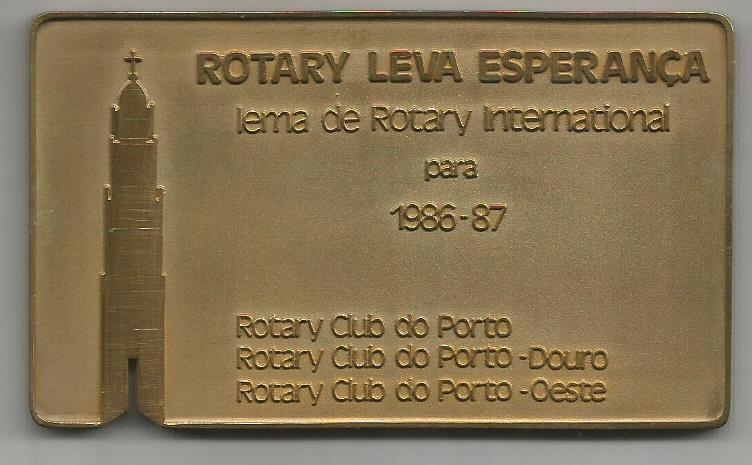 ROTARY LEVA ESPERANÇA
lema de Rotary International
para
1986-87
Rotary Club do Porto
Rotary Club do Porto -Douro
Rotary Club do Porto -Oeste